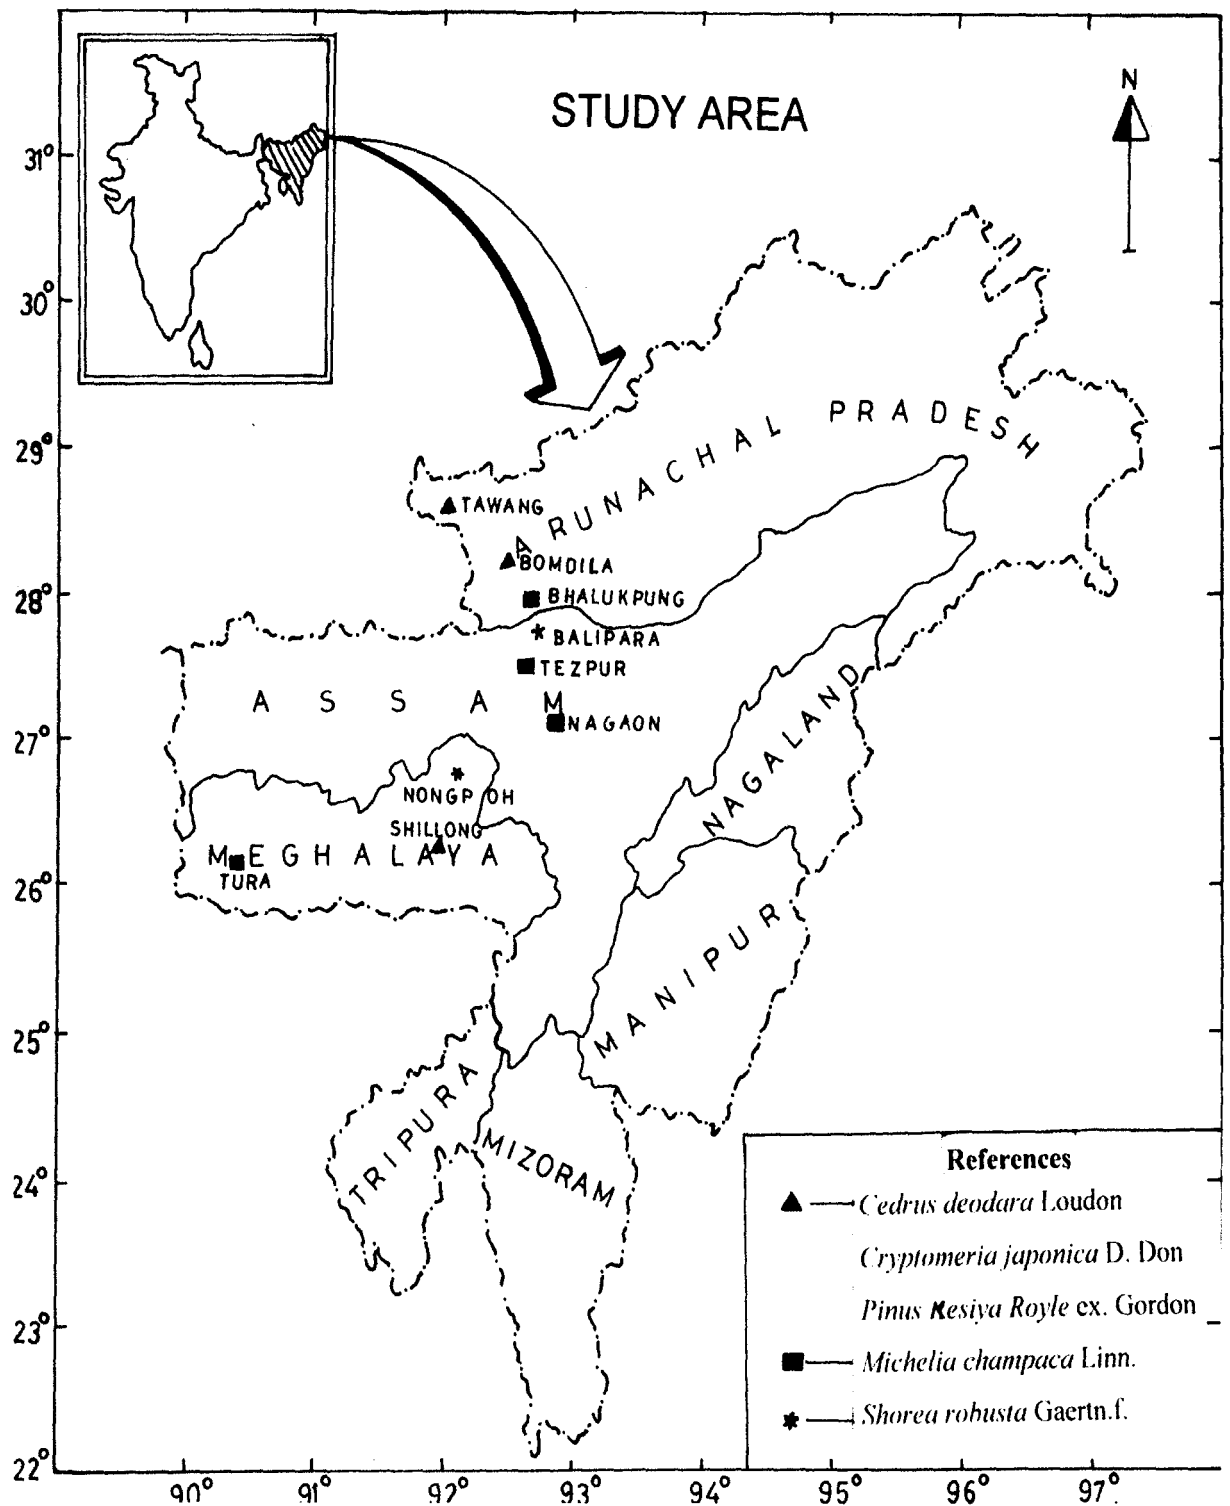 STUDY AREA
N
31°
30°
29°
28°
27°
26°
25°
24°
23°
22°
90°
91°
92°
93°
94°
95°
96°
97°
ARUNACHAL PRADESH
TAWANG
BOMDILA
BHALUKPUNG
BALIPARA
TEZPUR
ASSAM
NAGAON
NAGALAND
NONGPOH
SHILLONG
MEGHALAYA
TURA
MANIPUR
TRIPURA
MIZORAM
References
Cedrus deodara Loudon
Cryptomeria japonica D. Don
Pinus Kesiya Royle ex. Gordon
Michelia champaca Linn.
Shorea robusta Gaertn.f.